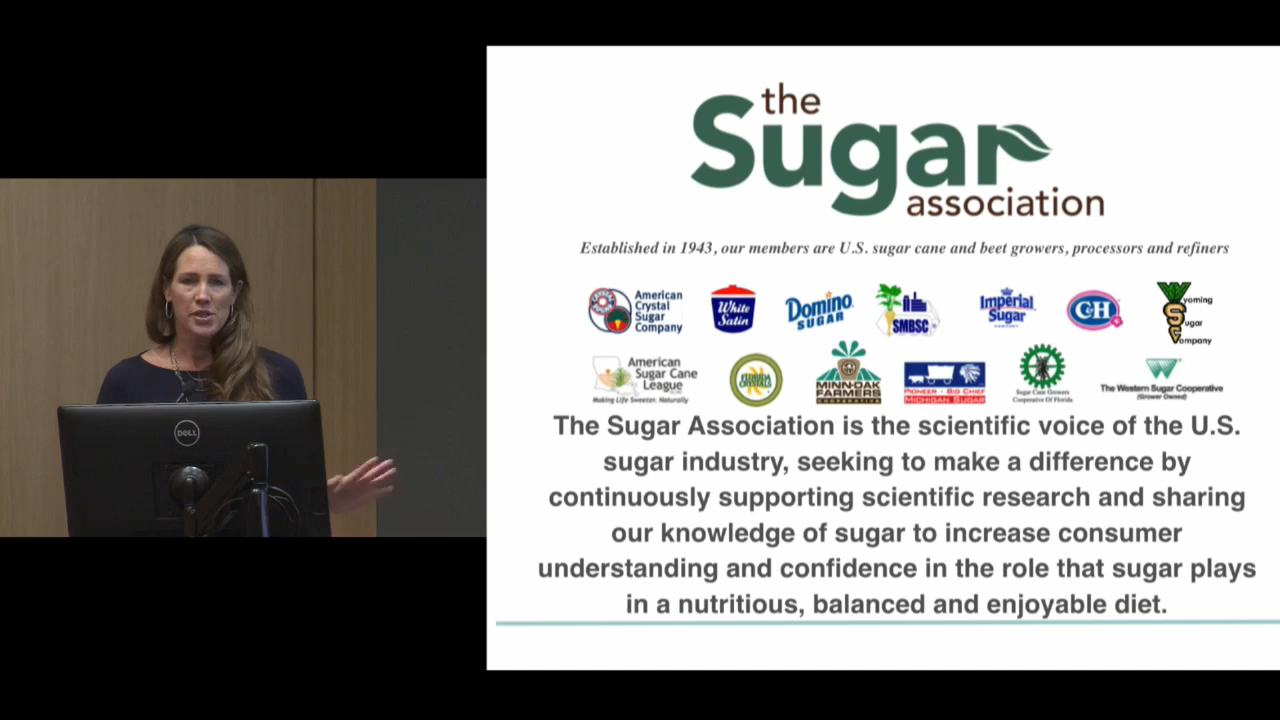 the
Sugar
association
Established in 1943, our members are U.S. sugar cane and beet growers, processors and refiners
American
Crystal
Sugar
Company
White
Satin
Domino
SUGAR
SMBSC
Imperial
Sugar
COMPANY
C&H
Wyoming
Sugar
Company
American
Sugar Cane
League
Making Life Sweeter, Naturally
FLORIDA
CRYSTALS
MINN-DAK
FARMERS
COOPERATIVE
PIONEER · BIG CHIEF
MICHIGAN SUGAR
Sugar Cane Growers
Cooperative Of Florida
The Western Sugar Cooperative
(Grower Owned)
The Sugar Association is the scientific voice of the U.S.
sugar industry, seeking to make a difference by
continuously supporting scientific research and sharing
our knowledge of sugar to increase consumer
understanding and confidence in the role that sugar plays
in a nutritious, balanced and enjoyable diet.
DELL